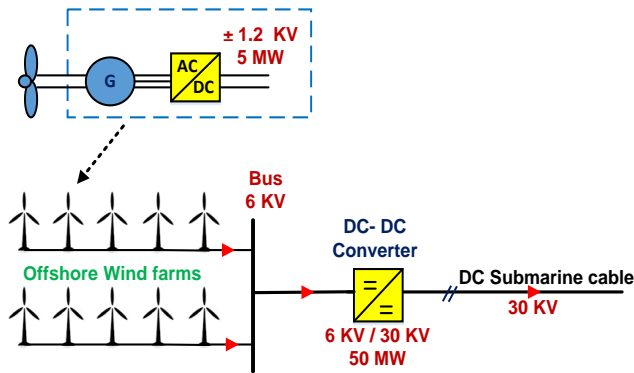 ± 1.2 KV
5 MW
G
AC
DC
Bus
6 KV
DC- DC
Converter
Offshore Wind farms
DC Submarine cable
30 KV
6 KV / 30 KV
50 MW